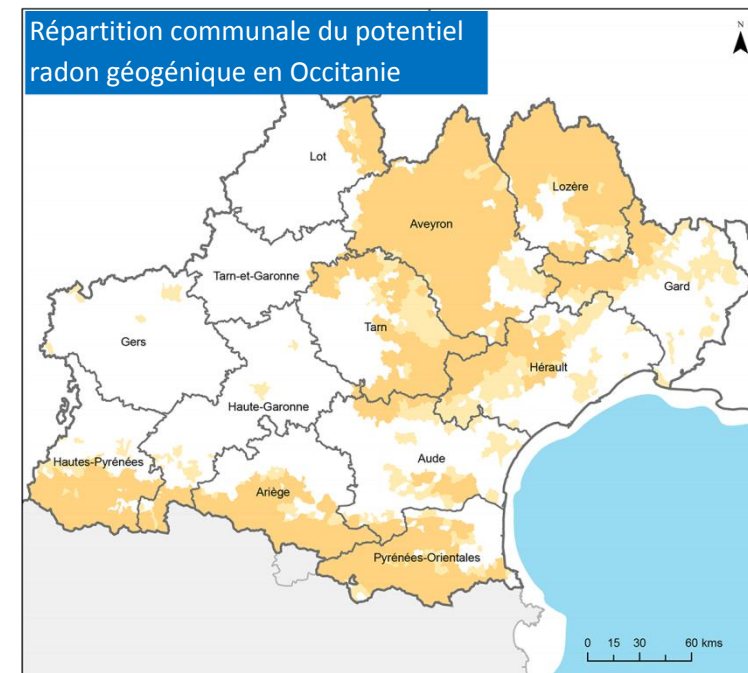 Répartition communale du potentiel
radon géogénique en Occitanie
N
Lot
Lozère
Aveyron
Tarn-et-Garonne
Gard
Gers
Tarn
Hérault
Haute-Garonne
Hautes-Pyrénées
Aude
Ariège
Pyrénées-Orientales
0 15 30 60 kms